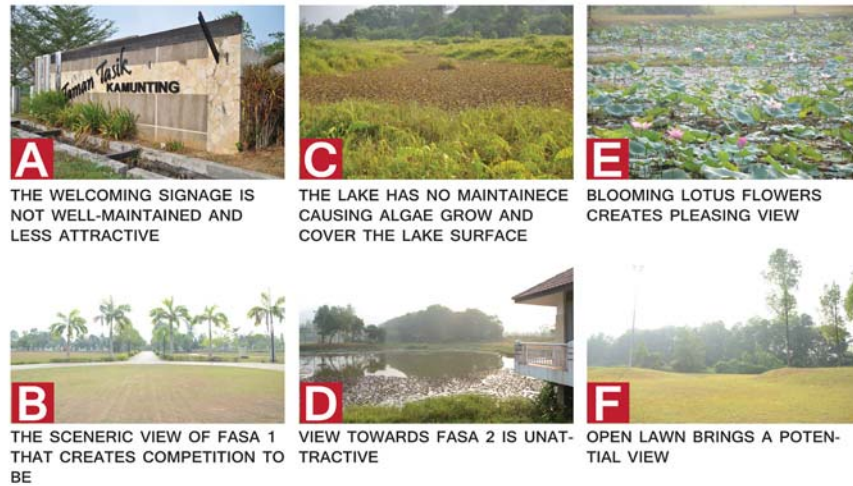 Taman Tasik
KAMUNTING
A
THE WELCOMING SIGNAGE IS
NOT WELL-MAINTAINED AND
LESS ATTRACTIVE
C
THE LAKE HAS NO MAINTAINECE
CAUSING ALGAE GROW AND
COVER THE LAKE SURFACE
E
BLOOMING LOTUS FLOWERS
CREATES PLEASING VIEW
B
THE SCENERIC VIEW OF FASA 1
THAT CREATES COMPETITION TO
BE
D
VIEW TOWARDS FASA 2 IS UNAT-
TRACTIVE
F
OPEN LAWN BRINGS A POTEN-
TIAL VIEW